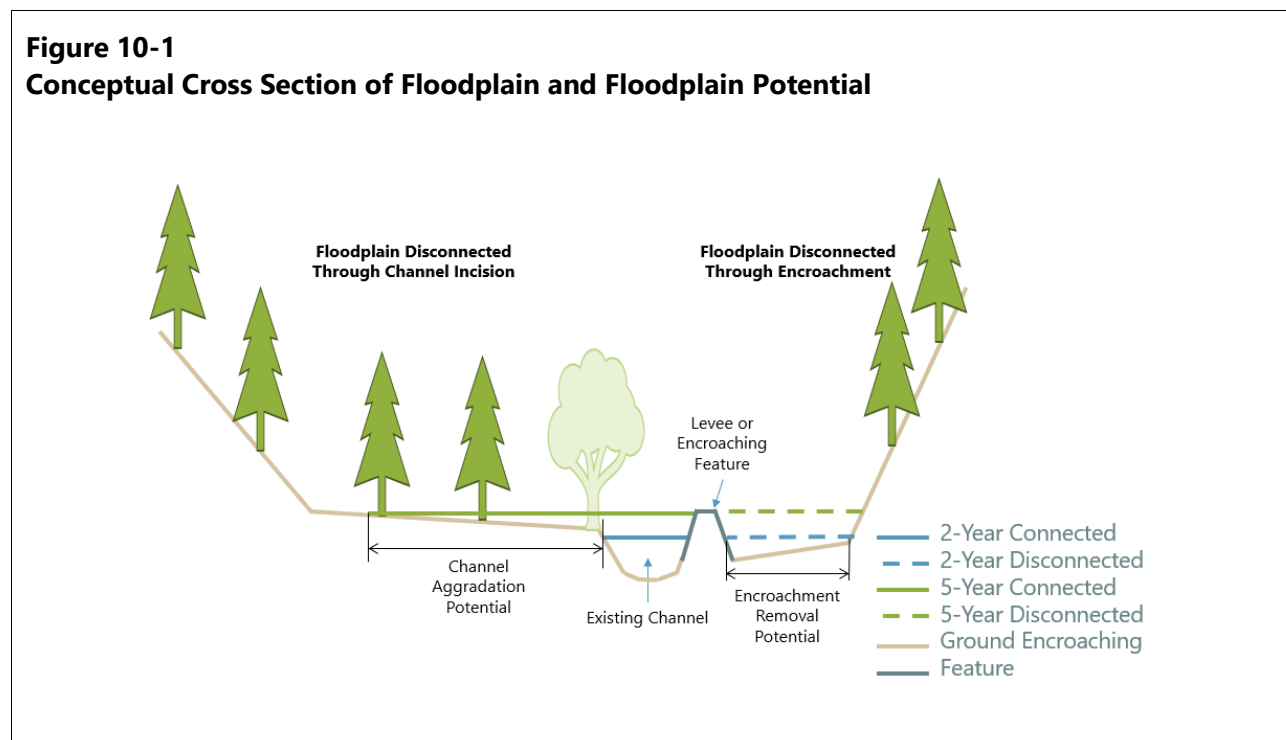 Figure 10-1
Conceptual Cross Section of Floodplain and Floodplain Potential
Floodplain Disconnected
Through Channel Incision
Floodplain Disconnected
Through Encroachment
Levee or
Encroaching
Feature
Channel
Aggradation
Potential
Existing Channel
Encroachment
Removal
Potential
2-Year Connected
2-Year Disconnected
5-Year Connected
5-Year Disconnected
Ground Encroaching
Feature